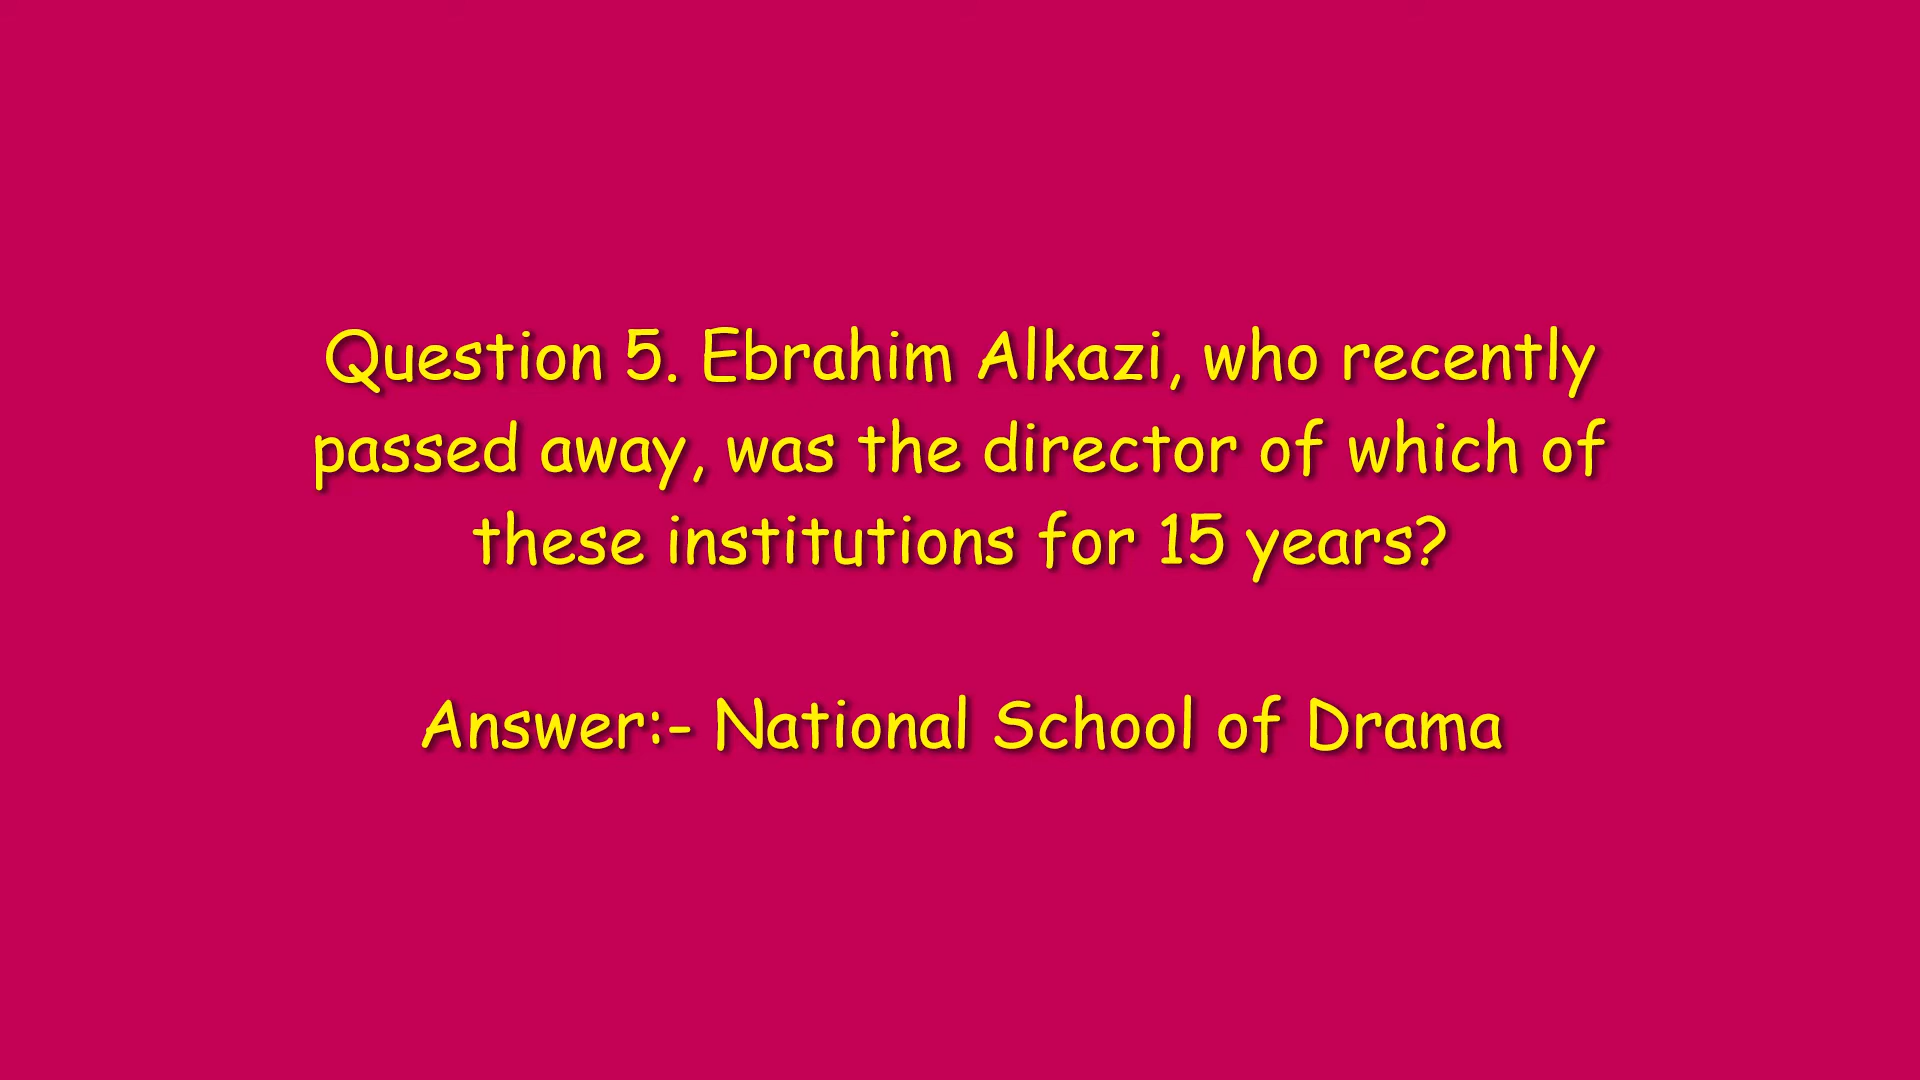 Question 5. Ebrahim Alkazi, who recently
passed away, was the director of which of
these institutions for 15 years?
Answer:- National School of Drama